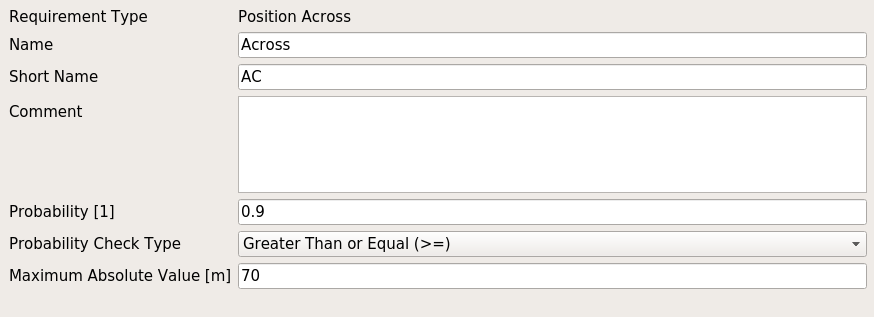 Requirement Type Position Across
Name Across
Short Name AC
Comment
Probability [1] 0.9
Probability Check Type Greater Than or Equal (>=)
Maximum Absolute Value [m] 70